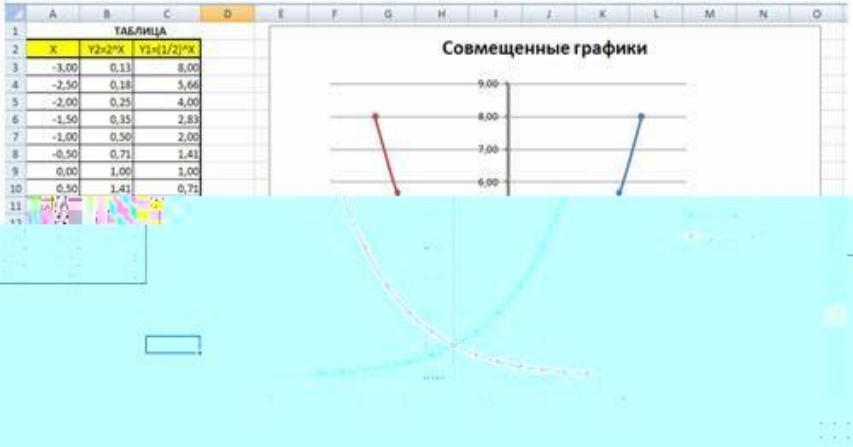 A B C D E F G H I J K L M N O
1 ТАБЛИЦА
2 X Y2=2^X Y1=(1/2)^X
3 -3,00 0,13 8,00
4 -2,50 0,18 5,66
5 -2,00 0,25 4,00
6 -1,50 0,35 2,83
7 -1,00 0,50 2,00
8 -0,50 0,71 1,41
9 0,00 1,00 1,00
10 0,50 1,41 0,71
11
Совмещенные графики
9,00
8,00
7,00
6,00